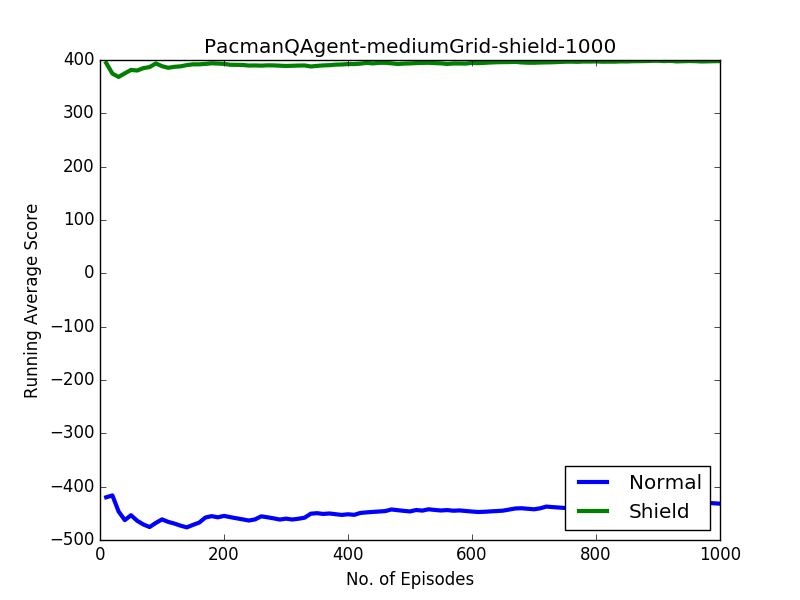 PacmanQAgent-mediumGrid-shield-1000
400
300
200
100
0
−100
−200
−300
−400
−500
Running Average Score
Normal
Shield
0 200 400 600 800 1000
No. of Episodes